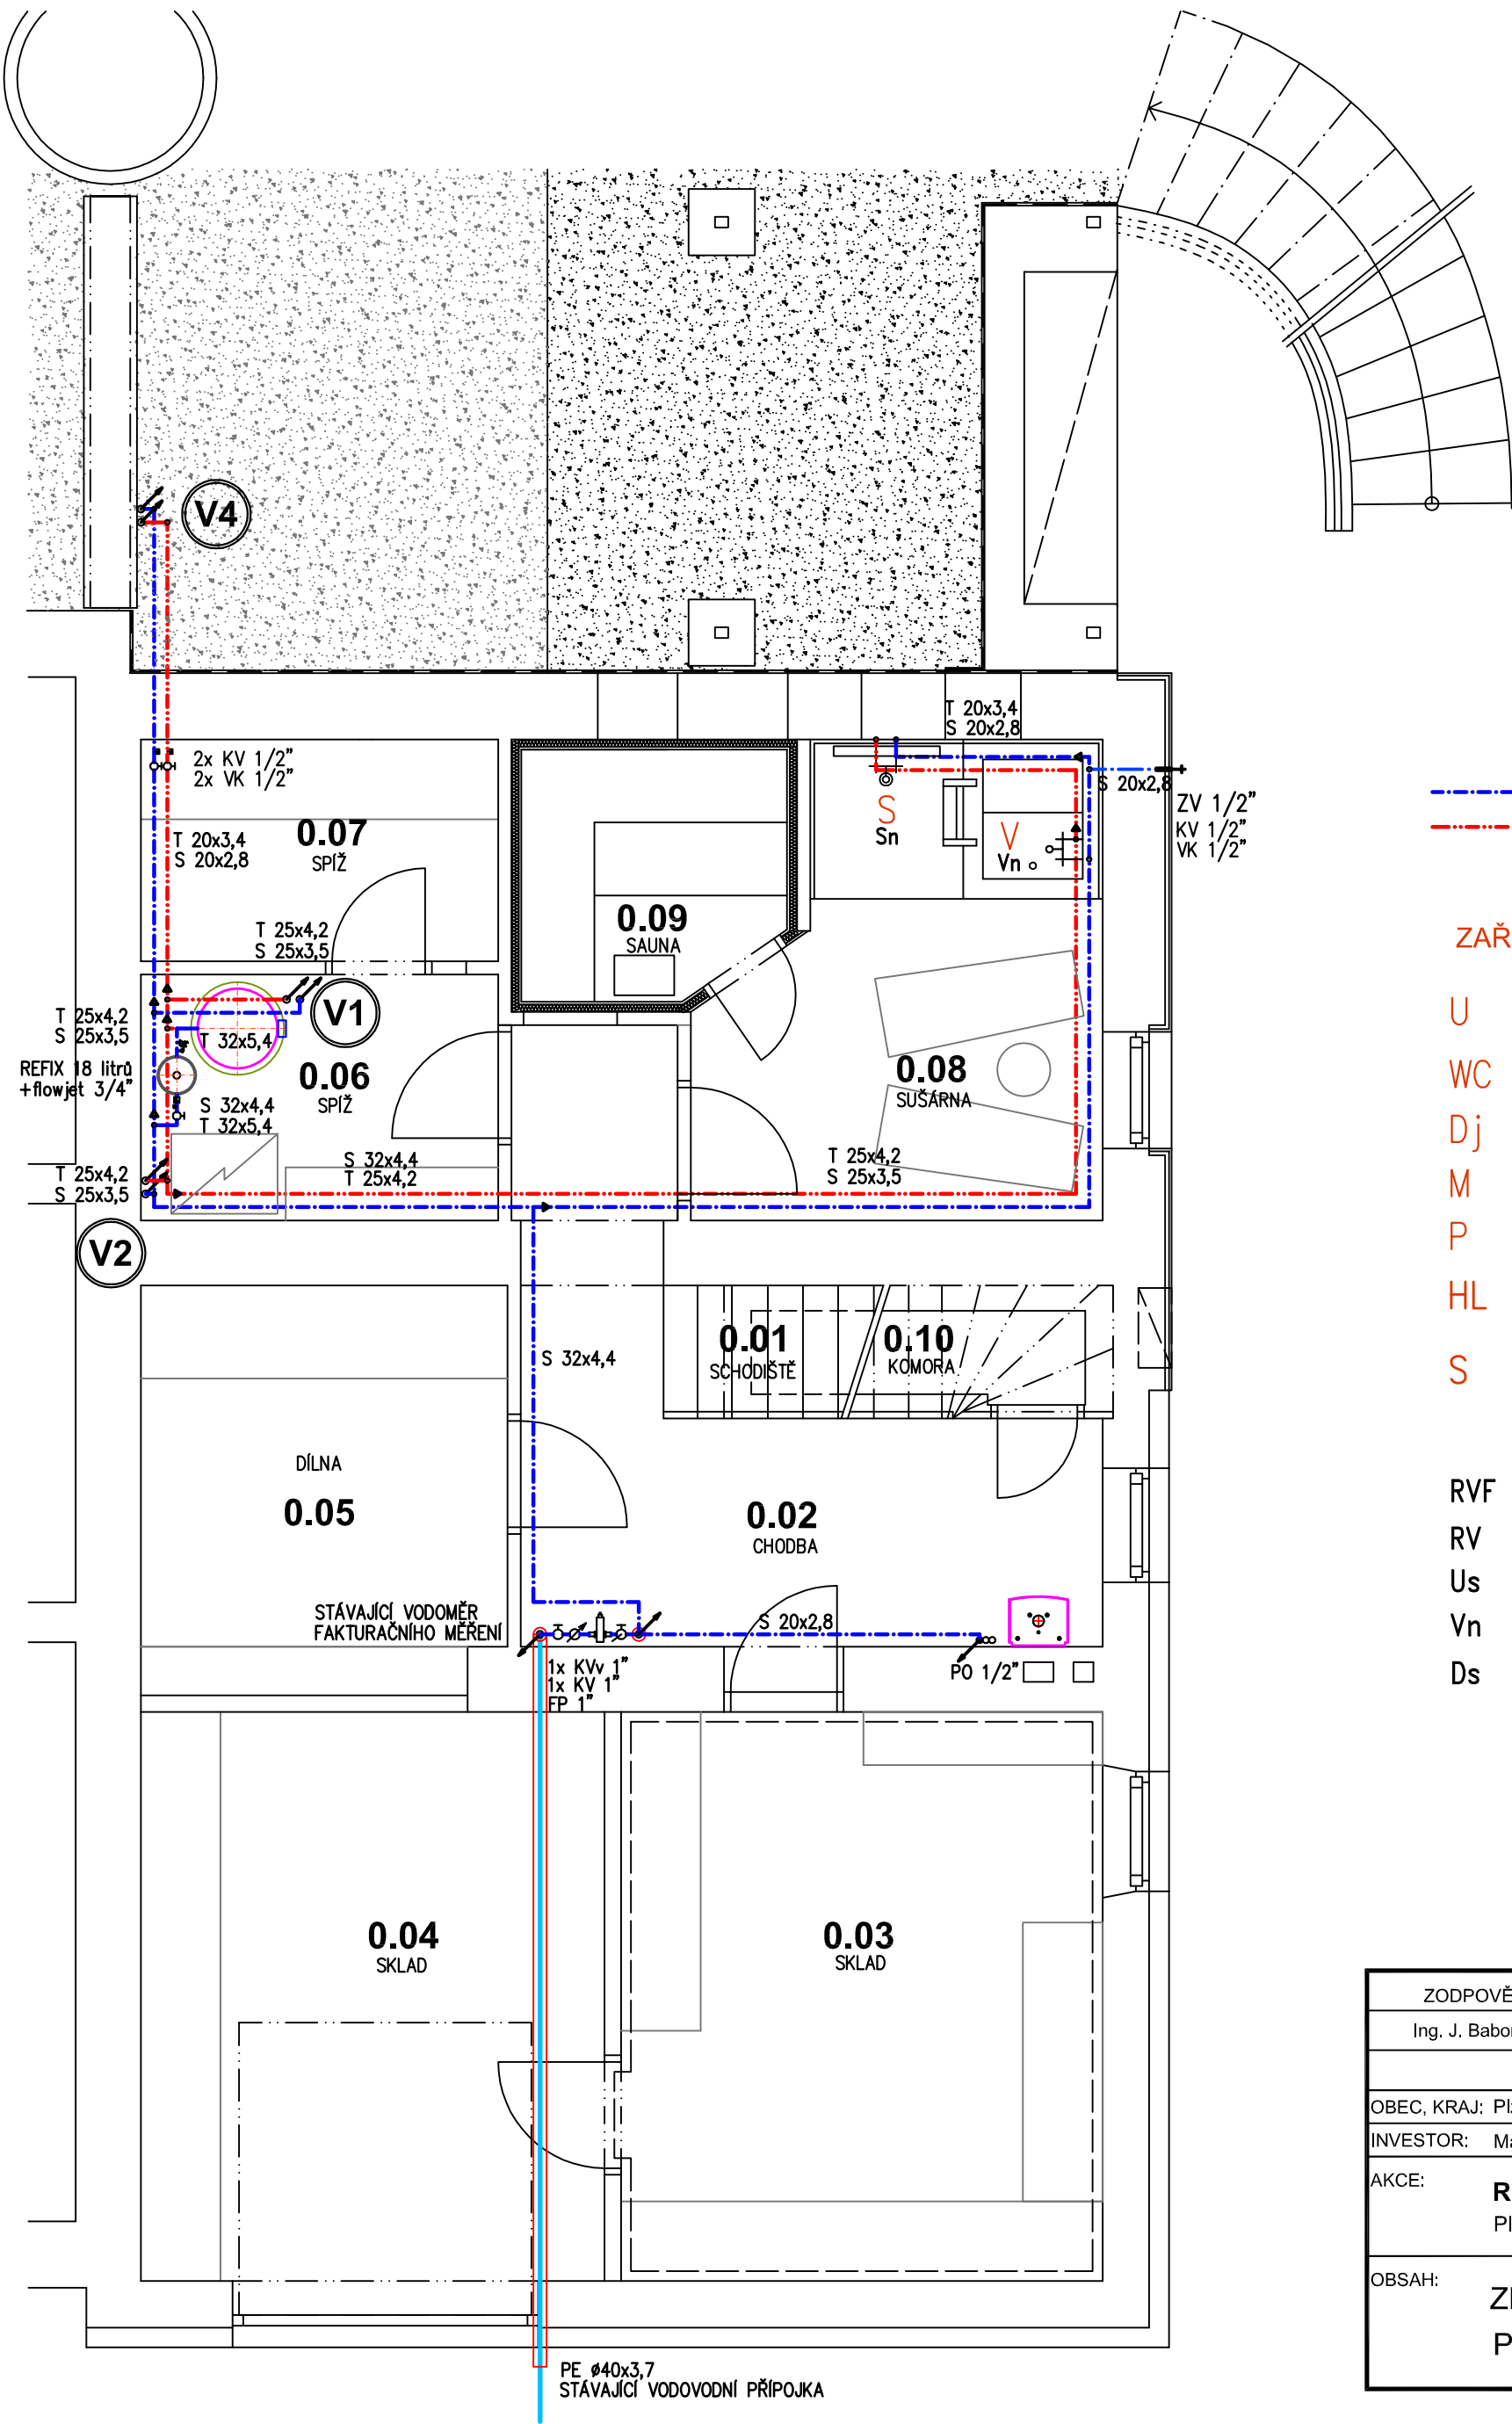 V4
T 20x3,4
S 20x2,8
2x KV 1/2"
2x VK 1/2"
S 20x2,8
ZV 1/2"
KV 1/2"
VK 1/2"
S
Sn
V
Vn
T 20x3,4
S 20x2,8
0.07
SPÍŽ
0.09
SAUNA
T 25x4,2
S 25x3,5
ZAŘ
V1
T 25x4,2
S 25x3,5
T 32x5,4
REFIX 18 litrů
+flowjet 3/4"
0.06
SPÍŽ
0.08
SUŠÁRNA
S 32x4,4
T 32x5,4
U
WC
Dj
M
P
HL
S
T 25x4,2
S 25x3,5
S 32x4,4
T 25x4,2
T 25x4,2
S 25x3,5
V2
0.01
SCHODIŠTĚ
0.10
KOMORA
S 32x4,4
DÍLNA
0.05
0.02
CHODBA
RVF
RV
Us
Vn
Ds
STÁVAJÍCÍ VODOMĚR
FAKTURAČNÍHO MĚŘENÍ
S 20x2,8
1x KVv 1"
1x KV 1"
FP 1"
PO 1/2"
0.04
SKLAD
0.03
SKLAD
ZODPOVĚ
Ing. J. Babo
OBEC, KRAJ: Pl
INVESTOR: Ma
AKCE:
R
Pl
OBSAH:
Z
P
PE ø40x3,7
STÁVAJÍCÍ VODOVODNÍ PŘÍPOJKA